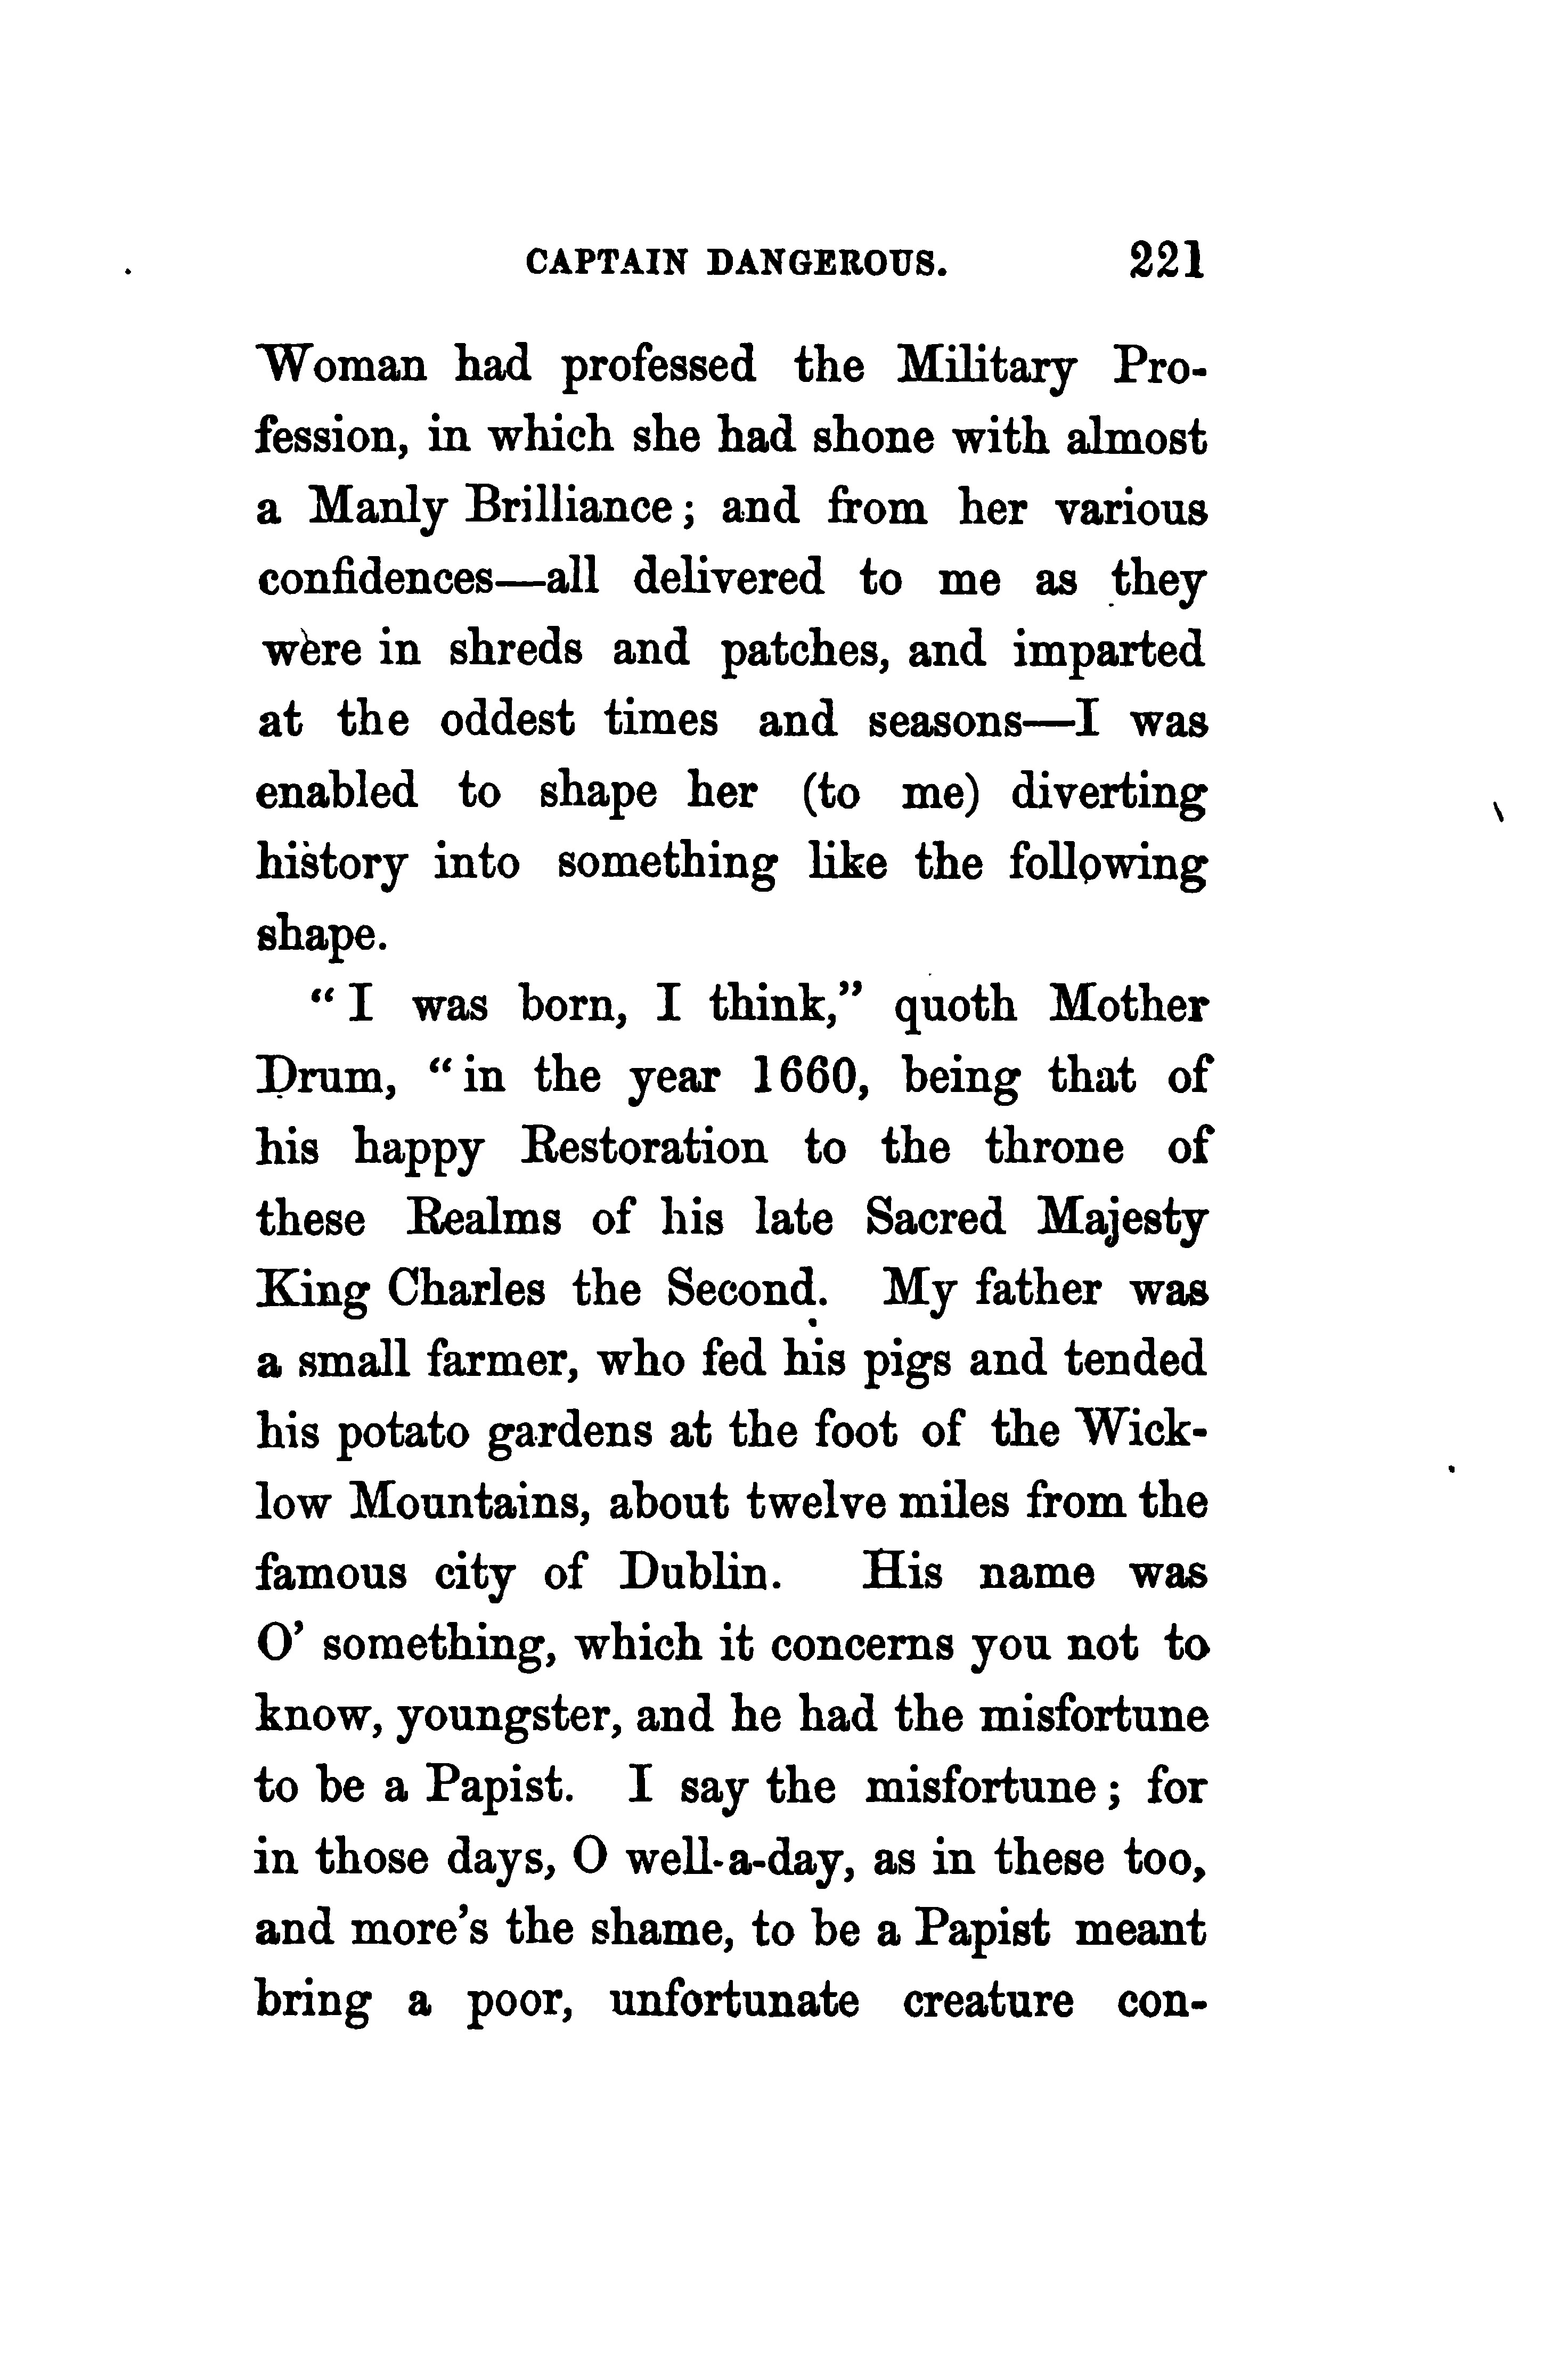 CAPTAIN DANGEROUS. 221
Woman had professed the Military Pro-
fession, in which she had shone with almost
a Manly Brilliance; and from her various
confidences—all delivered to me as they
were in shreds and patches, and imparted
at the oddest times and seasons—I was
enabled to shape her (to me) diverting
history into something like the following
shape.
"I was born, I think," quoth Mother
Drum, "in the year 1660, being that of
his happy Restoration to the throne of
these Realms of his late Sacred Majesty
King Charles the Second. My father was
a small farmer, who fed his pigs and tended
his potato gardens at the foot of the Wick-
low Mountains, about twelve miles from the
famous city of Dublin. His name was
O' something, which it concerns you not to
know, youngster, and he had the misfortune
to be a Papist. I say the misfortune; for
in those days, O well-a-day, as in these too,
and more's the shame, to be a Papist meant
bring a poor, unfortunate creature con-